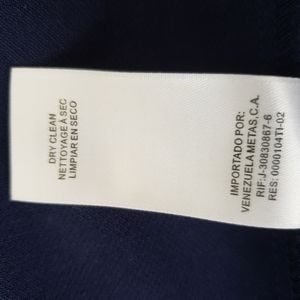 DRY CLEAN
NETTOYAGE À SEC
LIMPIAR EN SECO
IMPORTADO POR:
VENEZUELA METAS,C.A.
RIF:J-30830867-6
RES: 0000104TI-02